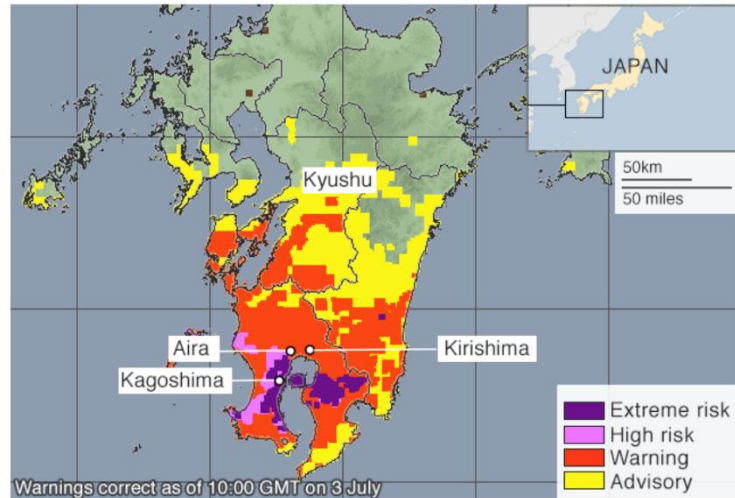 JAPAN
50km
50 miles
Kyushu
Aira
Kirishima
Kagoshima
Extreme risk
High risk
Warning
Advisory
Warnings correct as of 10:00 GMT on 3 July